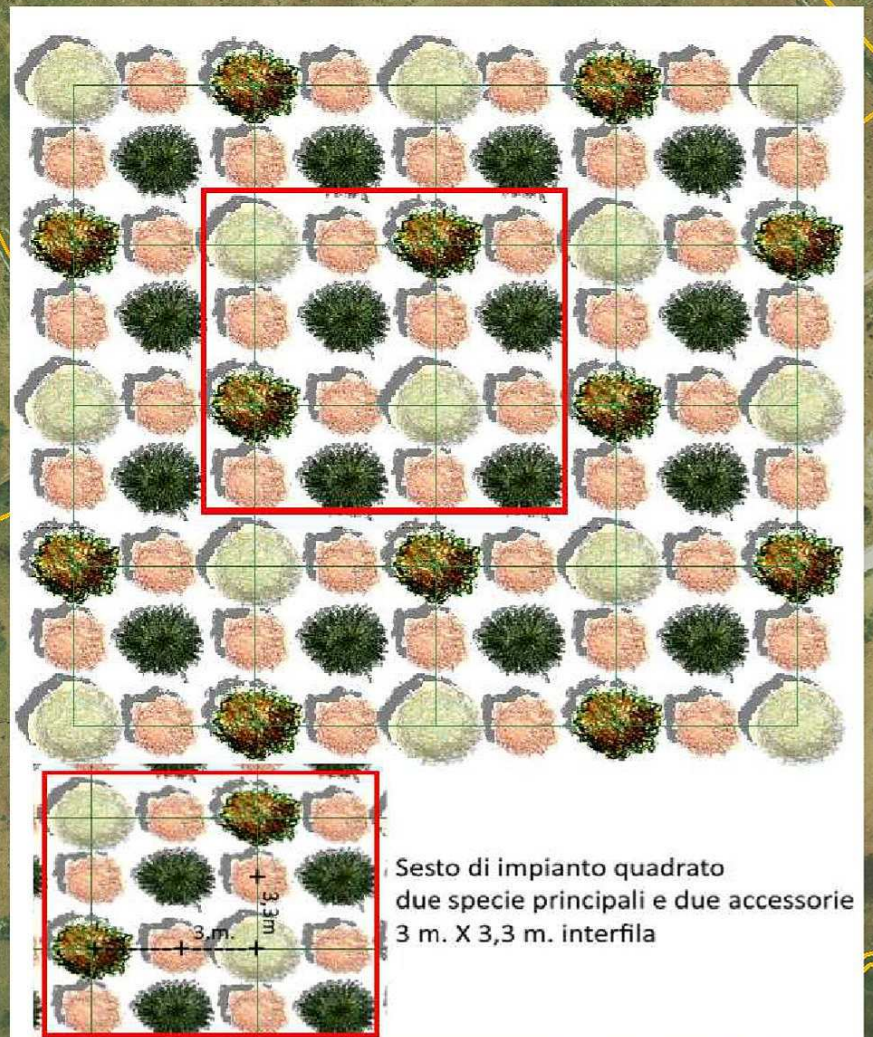 3,3m
3.m.
Sesto di impianto quadrato
due specie principali e due accessorie
3 m. X 3,3 m. interfila